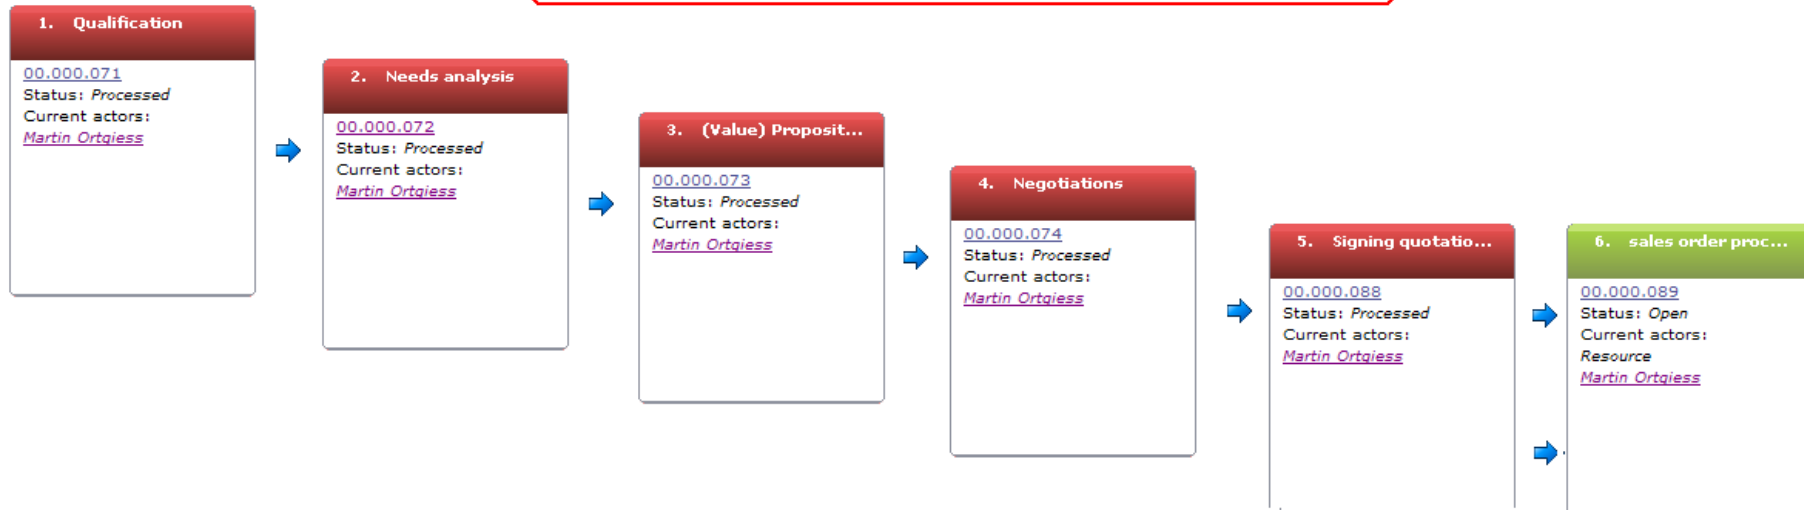 1. Qualification
00.000.071
Status: Processed
Current actors:
Martin Ortgiess
2. Needs analysis
00.000.072
Status: Processed
Current actors:
Martin Ortgiess
3. (Value) Proposit...
00.000.073
Status: Processed
Current actors:
Martin Ortgiess
4. Negotiations
00.000.074
Status: Processed
Current actors:
Martin Ortgiess
5. Signing quotatio...
00.000.088
Status: Processed
Current actors:
Martin Ortgiess
6. sales order proc...
00.000.089
Status: Open
Current actors:
Resource
Martin Ortgiess